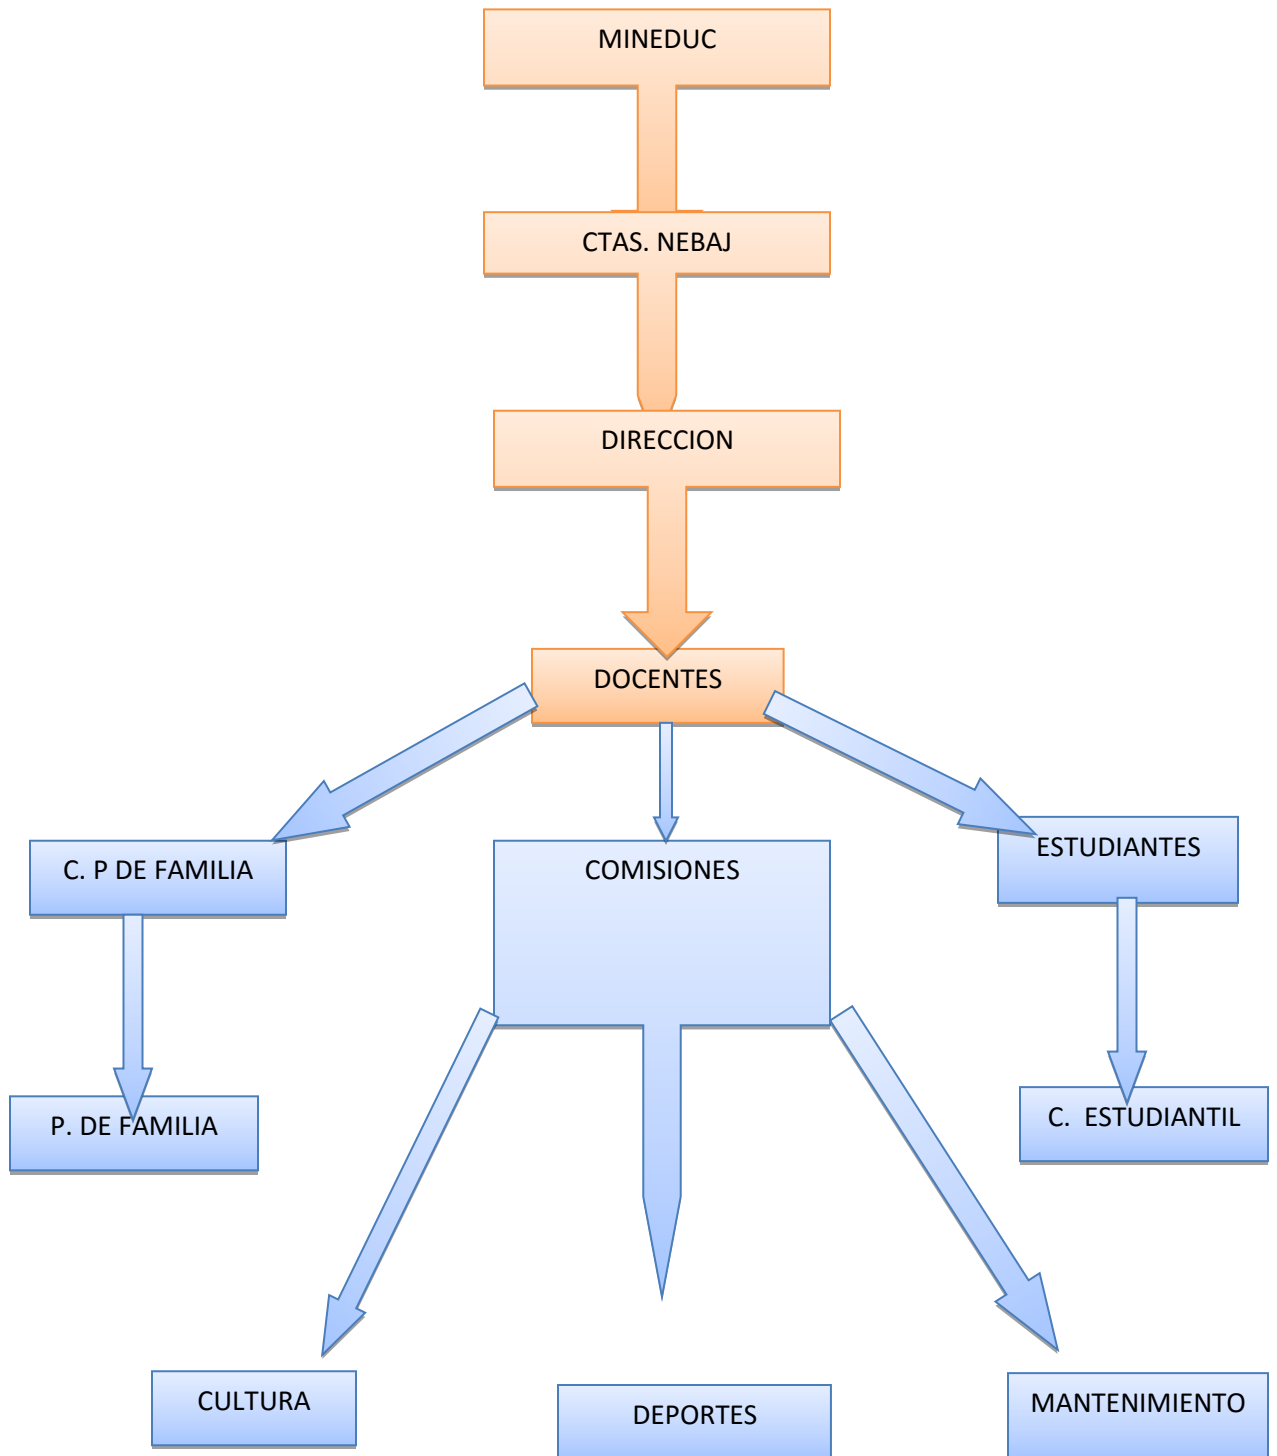 MINEDUC
CTAS. NEBAJ
DIRECCION
DOCENTES
C. P DE FAMILIA
COMISIONES
ESTUDIANTES
P. DE FAMILIA
C. ESTUDIANTIL
CULTURA
DEPORTES
MANTENIMIENTO